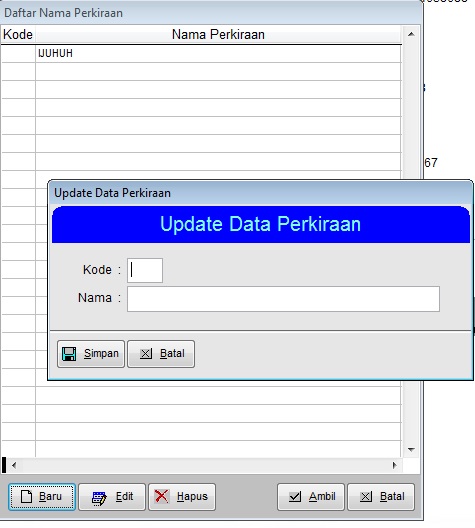 Daftar Nama Perkiraan
Kode Nama Perkiraan
IJUHUH
67
Update Data Perkiraan
Update Data Perkiraan
Kode :
Nama :
Simpan Batal
Baru Edit Hapus Ambil Batal